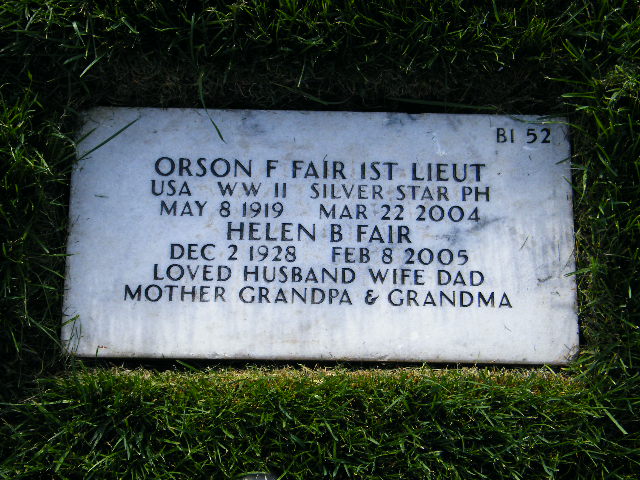 BI 52
ORSON F FAIR 1ST LIEUT
USA WW II SILVER STAR PH
MAY 8 1919 MAR 22 2004
HELEN B FAIR
DEC 2 1928 FEB 8 2005
LOVED HUSBAND WIFE DAD
MOTHER GRANDPA & GRANDMA